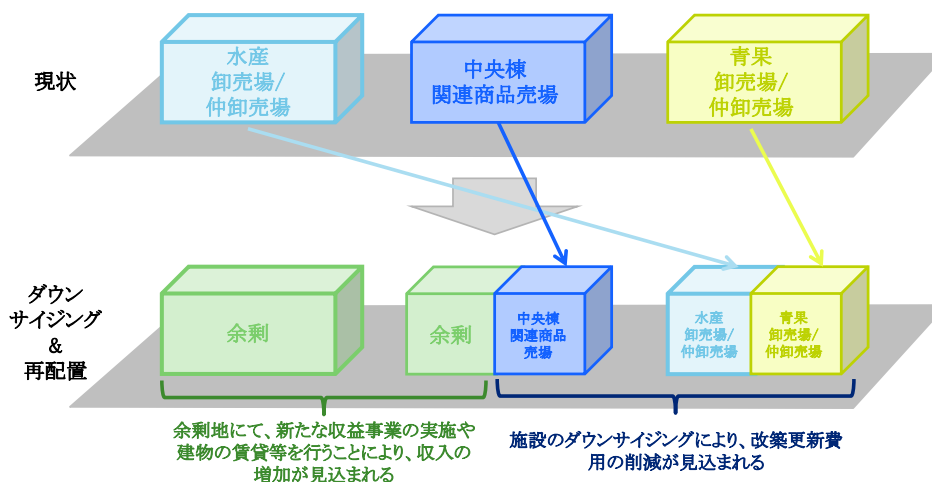 現状
水産
卸売場/
仲卸売場
中央棟
関連商品売場
青果
卸売場/
仲卸売場
ダウン
サイジング
&
再配置
余剰
余剰
中央棟
関連商品
売場
水産
卸売場/
仲卸売場
青果
卸売場/
仲卸売場
余剰地にて、新たな収益事業の実施や
建物の賃貸等を行うことにより、収入の
増加が見込まれる
施設のダウンサイジングにより、改築更新費
用の削減が見込まれる